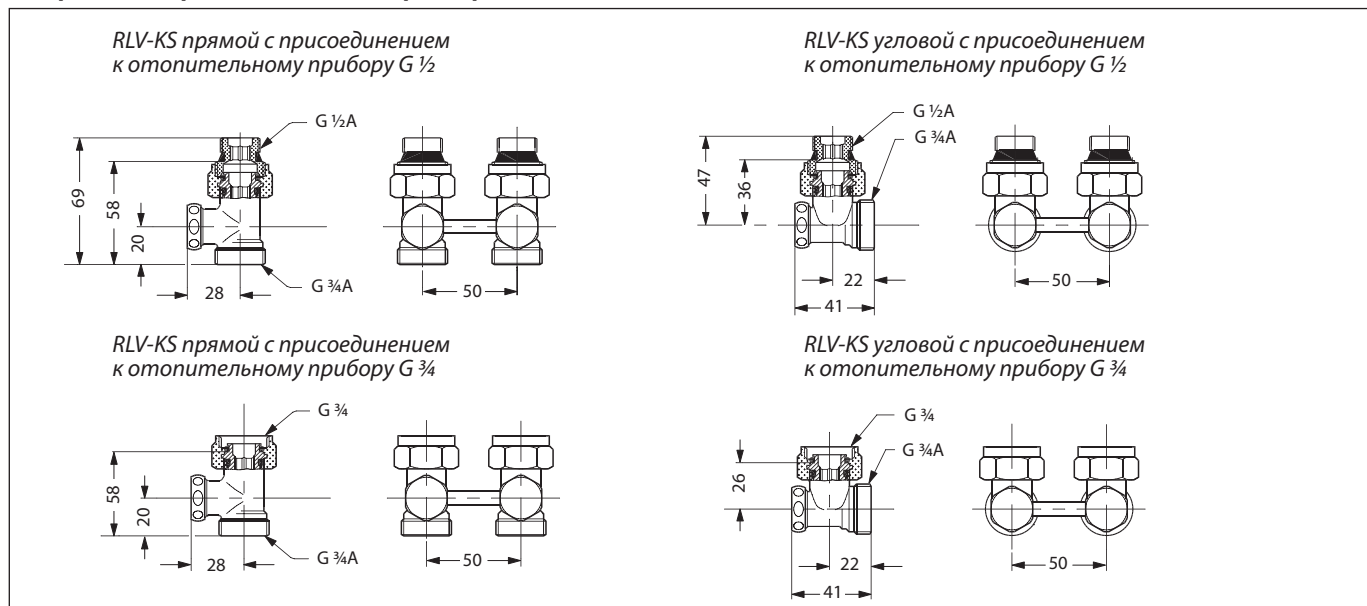 RLV-KS прямой с присоединением
к отопительному прибору G ½
G ½A
69
58
20
28
G ¾A
50
RLV-KS угловой с присоединением
к отопительному прибору G ½
G ½A
G ¾A
47
36
22
41
50
RLV-KS прямой с присоединением
к отопительному прибору G ¾
G ¾
58
20
28
G ¾A
50
RLV-KS угловой с присоединением
к отопительному прибору G ¾
G ¾
G ¾A
26
22
41
50